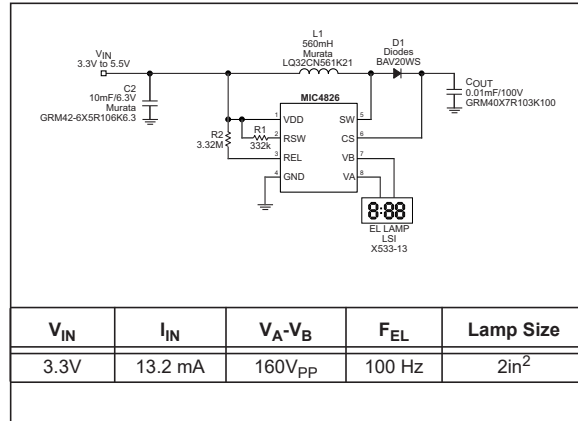 L1
560mH
Murata
LQ32CN561K21
D1
Diodes
BAV20WS
VIN
3.3V to 5.5V
C2
10mF/6.3V
Murata
GRM42-6X5R106K6.3
COUT
0.01mF/100V
GRM40X7R103K100
MIC4826
1 VDD SW 5
R2
3.32M
R1
332k
2 RSW CS 6
3 REL VB 7
4 GND VA 8
8:88
EL LAMP
LSI
X533-13
VIN IIN VA-VB FEL Lamp Size
3.3V 13.2 mA 160VPP 100 Hz 2in2